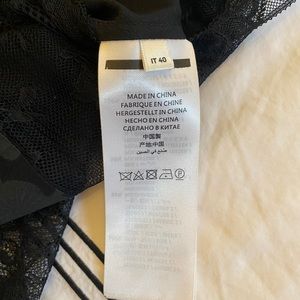 IT 40
MADE IN CHINA
FABRIQUÉ EN CHINE
HERGESTELLT IN CHINA
HECHO EN CHINA
СДЕЛАНО В КИТАЕ
中国製
产地:中国
صنع في الصين